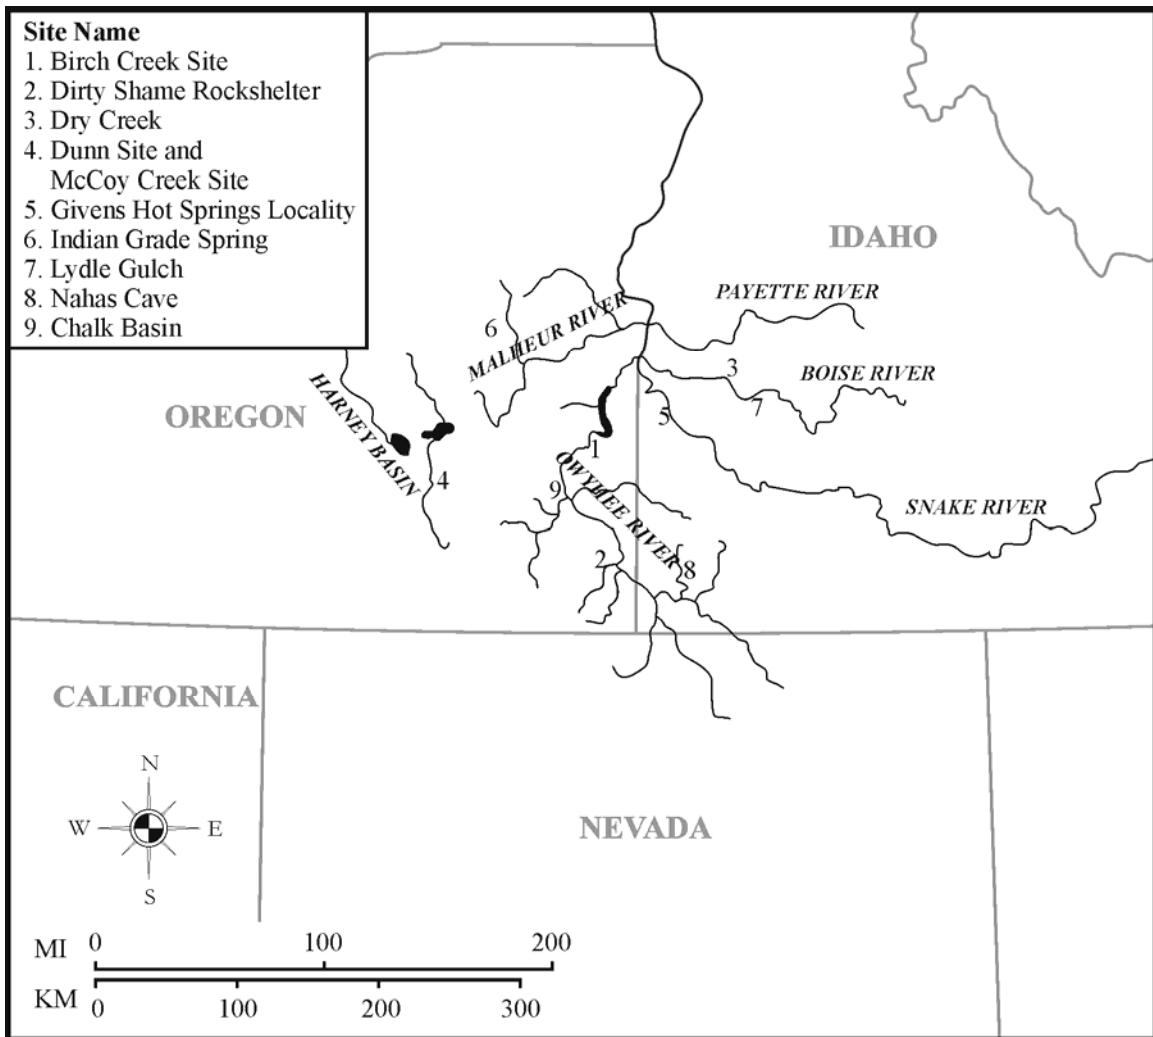 Site Name
1. Birch Creek Site
2. Dirty Shame Rockshelter
3. Dry Creek
4. Dunn Site and
McCoy Creek Site
5. Givens Hot Springs Locality
6. Indian Grade Spring
7. Lydle Gulch
8. Nahas Cave
9. Chalk Basin
IDAHO
PAYETTE RIVER
6
MALHEUR RIVER
3
BOISE RIVER
HARNEY BASIN
OREGON
7
5
1
4
9
OWYHEE RIVER
SNAKE RIVER
2
8
CALIFORNIA
N
W
E
S
NEVADA
MI
0
100
200
KM
0
100
200
300